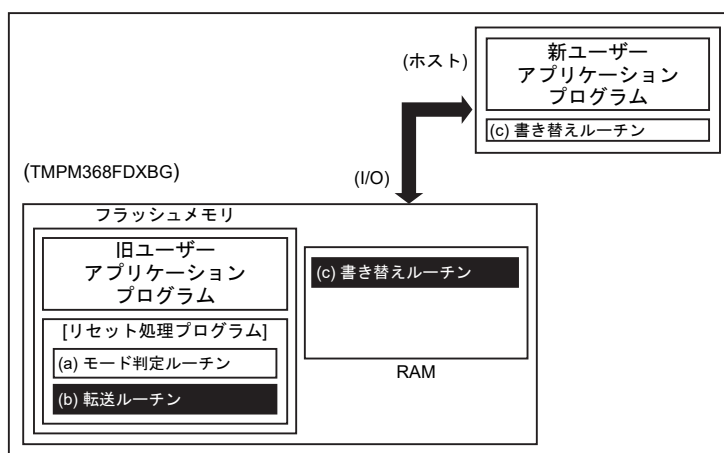 (ホスト)
新ユーザー
アプリケーション
プログラム
(c) 書き替えルーチン
(TMPM368FDXBG)
(I/O)
フラッシュメモリ
旧ユーザー
アプリケーション
プログラム
[リセット処理プログラム]
(a) モード判定ルーチン
(b) 転送ルーチン
(c) 書き替えルーチン
RAM